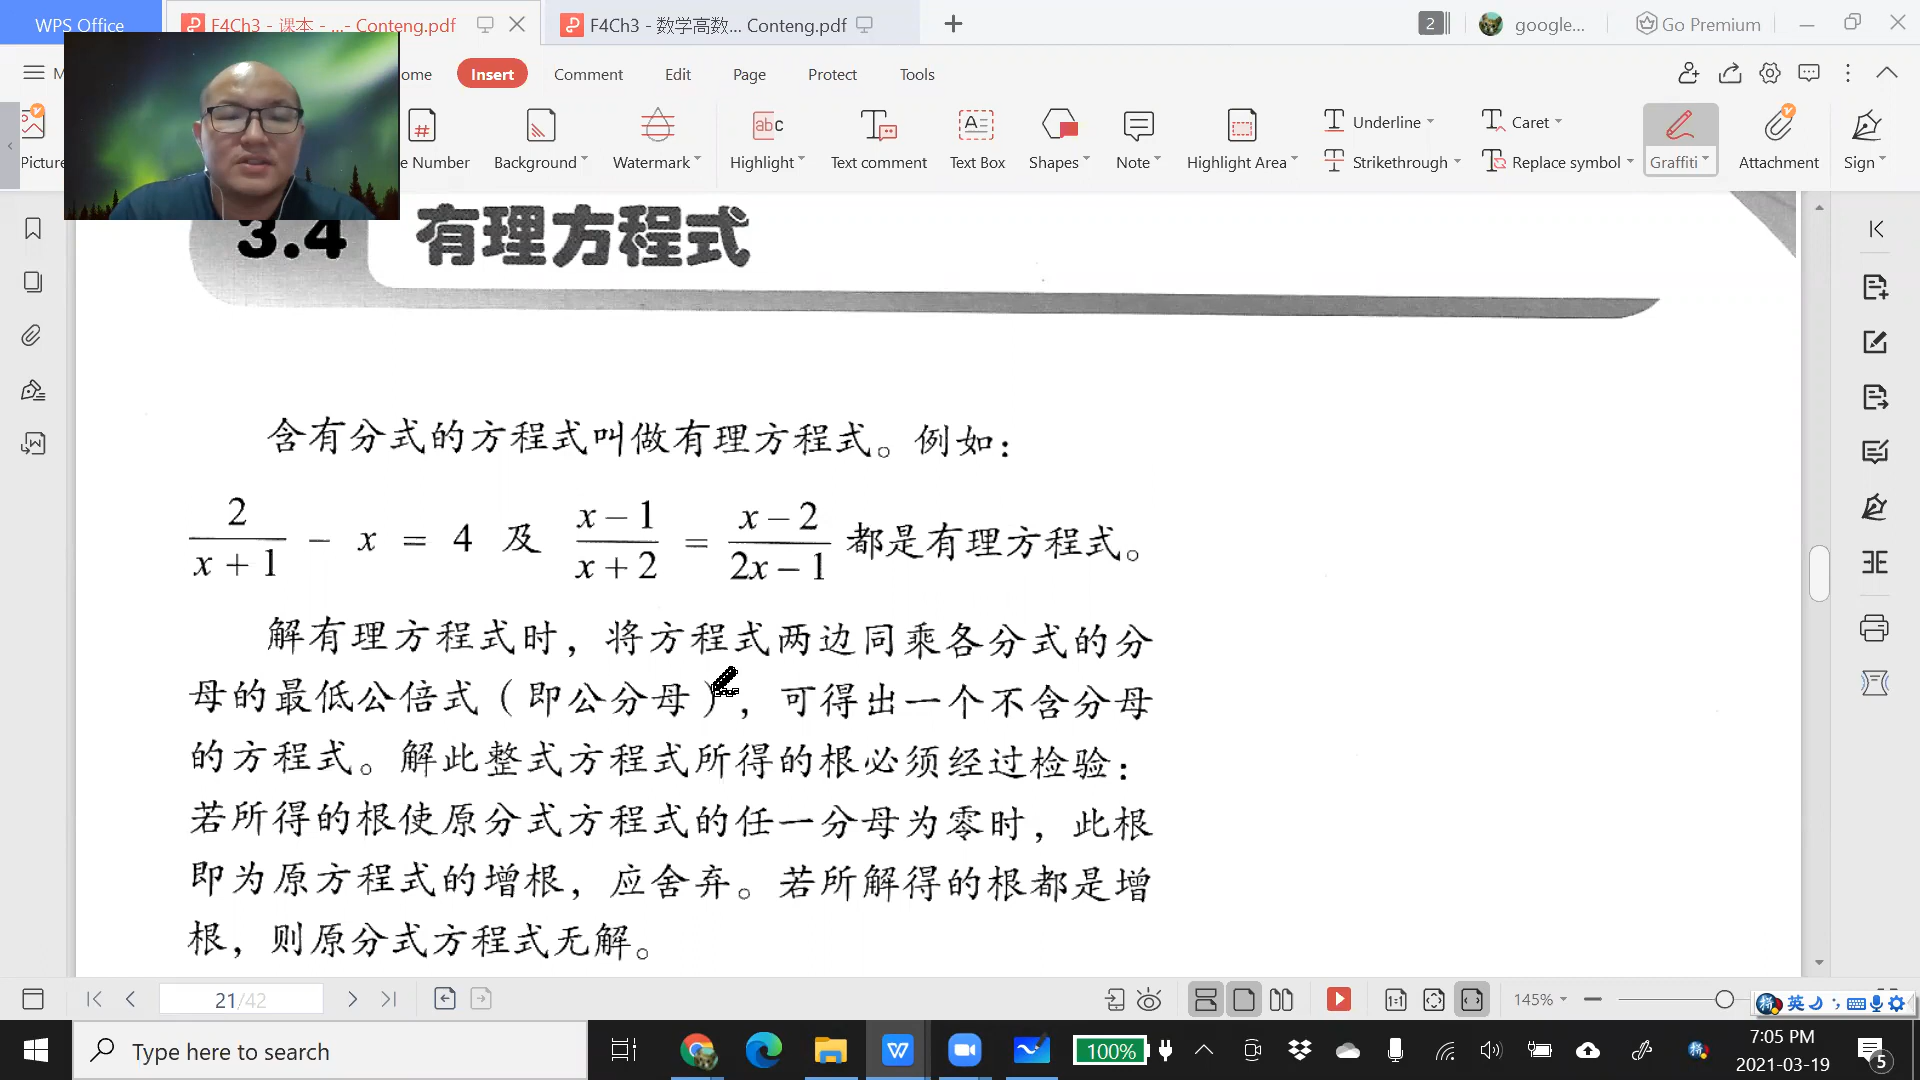 WPS Office
F4Ch3 - 课本 - ...- Conteng.pdf
F4Ch3 - 数学高数... Conteng.pdf
2
google...
Go Premium
Insert
Comment
Edit
Page
Protect
Tools
Picture
Background
Watermark
Highlight
Text comment
Text Box
Shapes
Note
Highlight Area
Underline
Strikethrough
Caret
Replace symbol
Graffiti
Attachment
Sign
3.4 有理方程式
含有分式的方程式叫做有理方程式。例如：
2/(x + 1) − x = 4 及 (x − 1)/(x + 2) = (x − 2)/(2x − 1) 都是有理方程式。
解有理方程式时，将方程式两边同乘各分式的分
母的最低公倍式（即公分母），可得出一个不含分母
的方程式。解此整式方程式所得的根必须经过检验：
若所得的根使原分式方程式的任一分母为零时，此根
即为原方程式的增根，应舍弃。若所解得的根都是增
根，则原分式方程式无解。
21/42
145%
英
Type here to search
100%
7:05 PM
2021-03-19
5